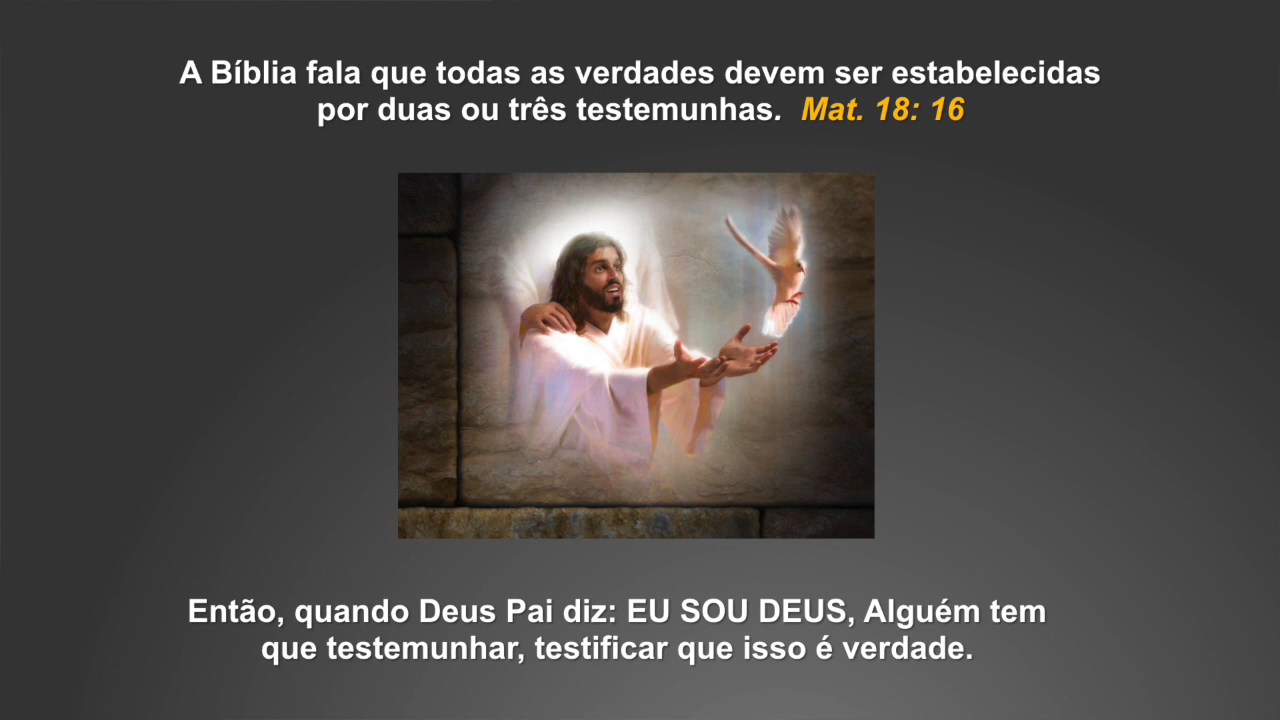 A Bíblia fala que todas as verdades devem ser estabelecidas
por duas ou três testemunhas.  Mat. 18: 16
Então, quando Deus Pai diz: EU SOU DEUS, Alguém tem
que testemunhar, testificar que isso é verdade.